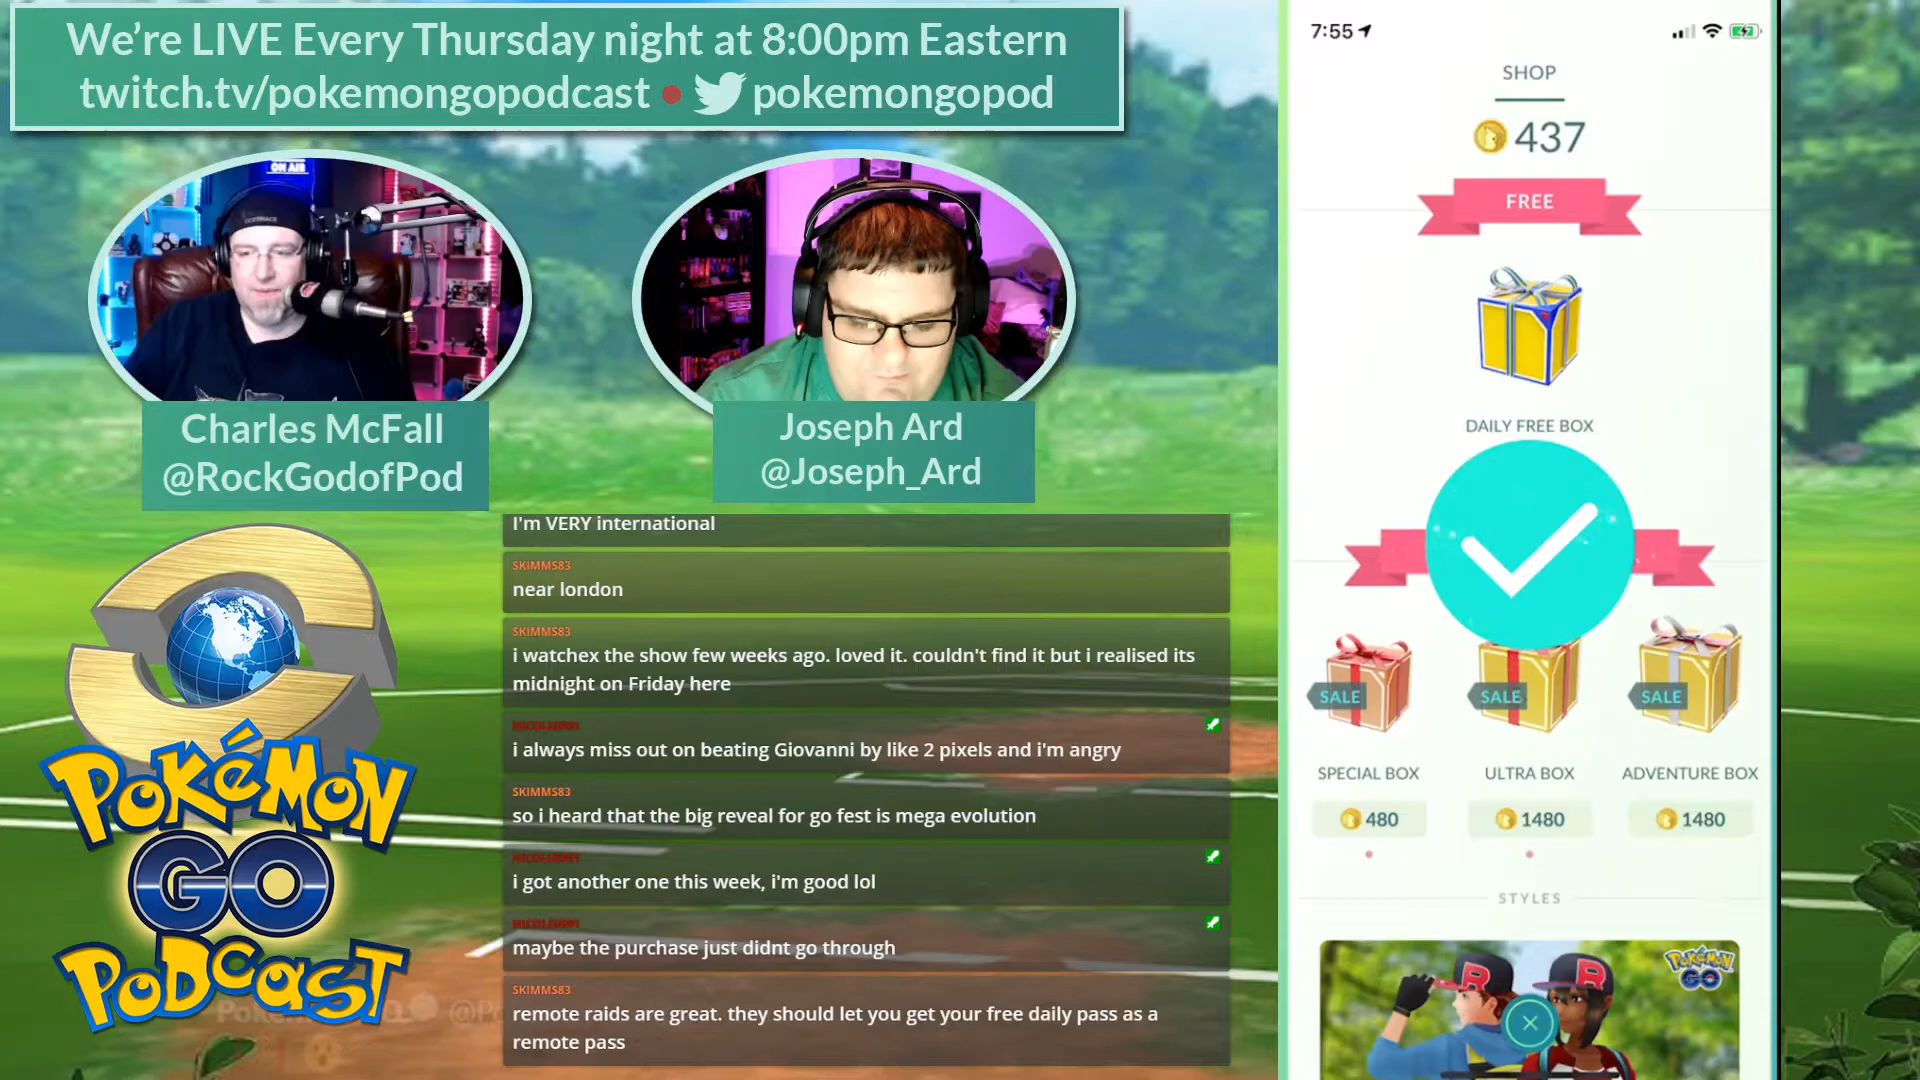 We're LIVE Every Thursday night at 8:00pm Eastern
twitch.tv/pokemongopodcast • pokemongopod
ON AIR
Charles McFall
@RockGodofPod
Joseph Ard
@Joseph_Ard
I'm VERY international
SKIMMS83
near london
SKIMMS83
i watchex the show few weeks ago. loved it. couldn't find it but i realised its
midnight on Friday here
i always miss out on beating Giovanni by like 2 pixels and i'm angry
SKIMMS83
so i heard that the big reveal for go fest is mega evolution
i got another one this week, i'm good lol
maybe the purchase just didnt go through
SKIMMS83
remote raids are great. they should let you get your free daily pass as a
remote pass
POKéMON
GO
PODCAST
7:55
SHOP
437
FREE
DAILY FREE BOX
SALE
SALE
SALE
SPECIAL BOX
ULTRA BOX
ADVENTURE BOX
480
1480
1480
STYLES
POKéMON
GO
R
R